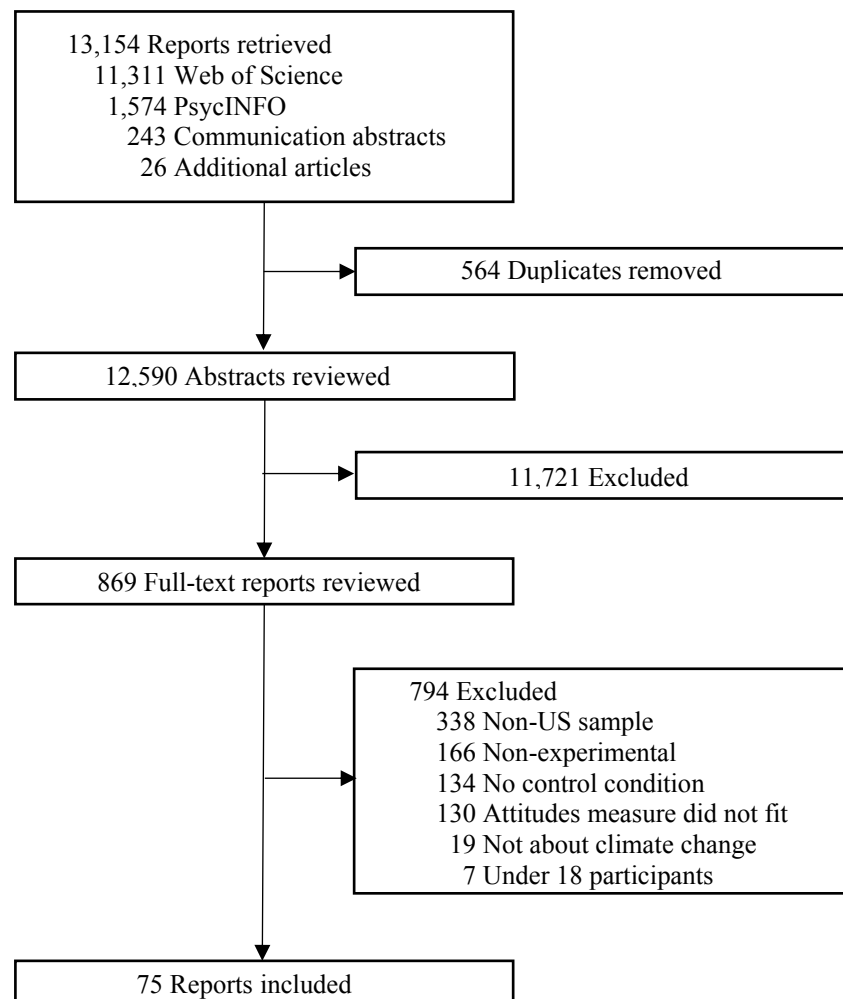 13,154 Reports retrieved
11,311 Web of Science
1,574 PsycINFO
243 Communication abstracts
26 Additional articles
564 Duplicates removed
12,590 Abstracts reviewed
11,721 Excluded
869 Full-text reports reviewed
794 Excluded
338 Non-US sample
166 Non-experimental
134 No control condition
130 Attitudes measure did not fit
19 Not about climate change
7 Under 18 participants
75 Reports included